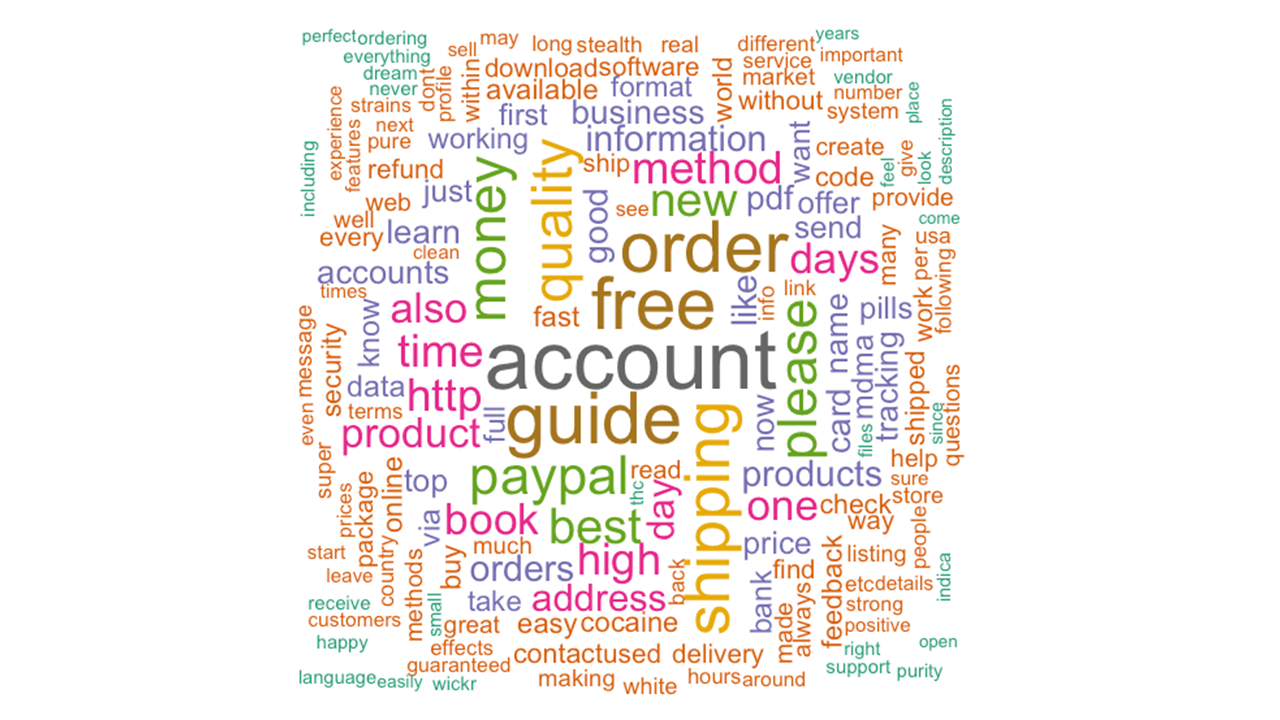 perfect
ordering
everything
dream
never
strains
next
pure
experience
features
dont
profile
within
sell
may
long
stealth
real
download
software
available
format
first
business
working
information
world
different
service
market
without
years
important
vendor
number
system
place
including
refund
just
web
well
every
learn
clean
accounts
times
money
quality
ship
method
good
see
new
pdf
want
offer
send
create
code
feel
give
look
description
provide
come
usa
many
per
following
work
order
days
free
fast
like
info
link
also
know
time
account
please
name
pills
mdma
tracking
card
message
security
data
http
terms
even
product
full
guide
shipping
now
files
shipped
since
questions
super
top
paypal
read
thc
day
products
help
sure
store
one
check
way
prices
package
online
via
book
best
high
much
buy
orders
price
people
start
leave
country
methods
take
address
back
bank
find
feedback
listing
etc
details
indica
receive
customers
small
great
easy
cocaine
made
always
strong
positive
happy
effects
guaranteed
contact
used
delivery
right
open
support
purity
language
easily
wickr
making
white
hours
around